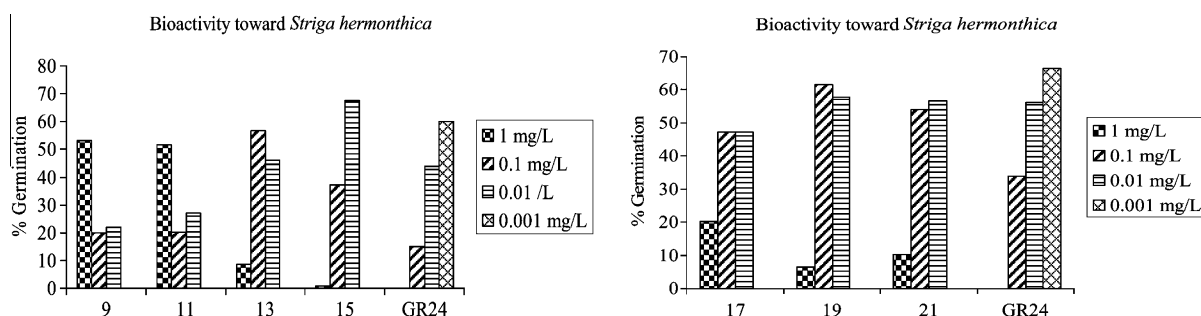 Bioactivity toward Striga hermonthica
% Germination
80
70
60
50
40
30
20
10
0
9 11 13 15 GR24
1 mg/L
0.1 mg/L
0.01 /L
0.001 mg/L
Bioactivity toward Striga hermonthica
% Germination
70
60
50
40
30
20
10
0
17 19 21 GR24
1 mg/L
0.1 mg/L
0.01 mg/L
0.001 mg/L